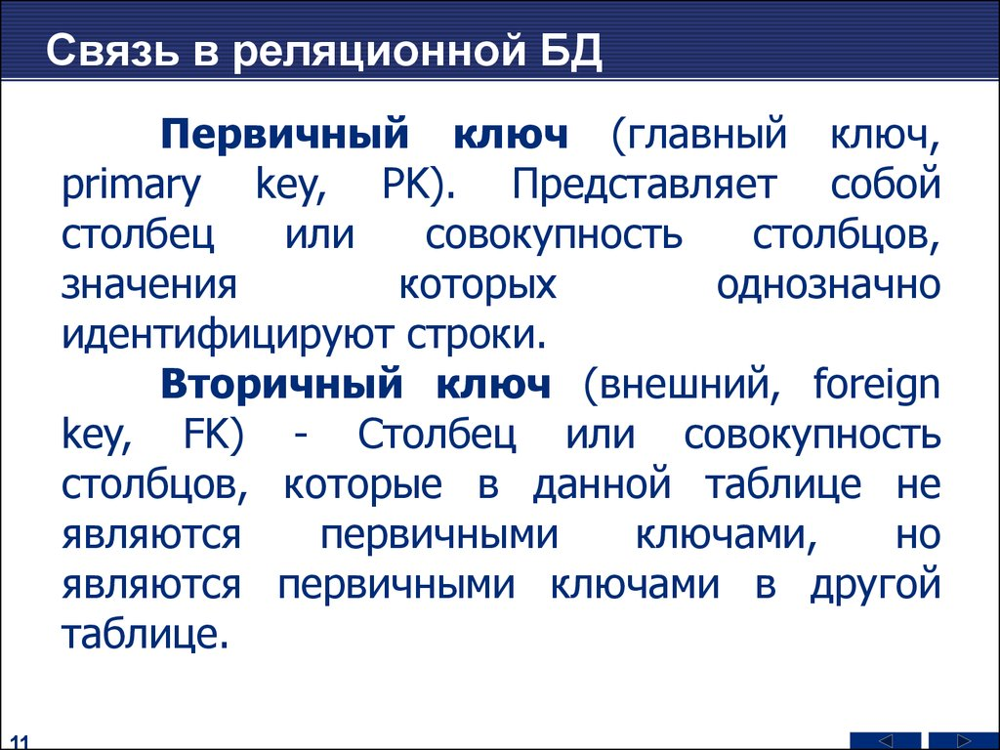 Связь в реляционной БД
Первичный ключ (главный ключ,
primary key, PK). Представляет собой
столбец или совокупность столбцов,
значения которых однозначно
идентифицируют строки.
Вторичный ключ (внешний, foreign
key, FK) - Столбец или совокупность
столбцов, которые в данной таблице не
являются первичными ключами, но
являются первичными ключами в другой
таблице.
11